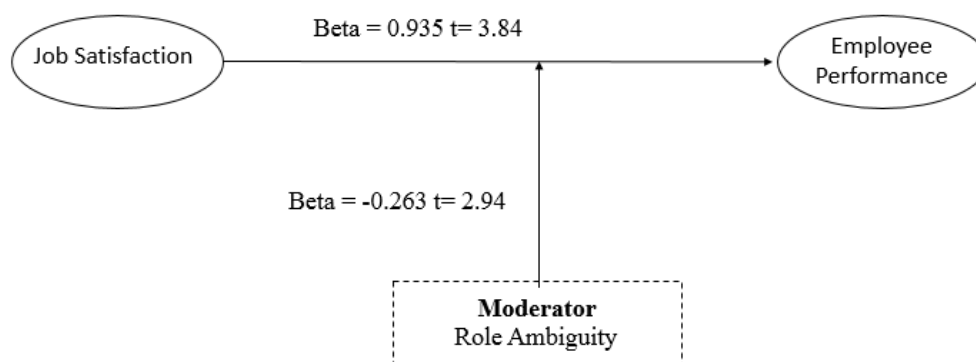 Beta = 0.935 t= 3.84
Job Satisfaction
Employee
Performance
Beta = -0.263 t= 2.94
Moderator
Role Ambiguity